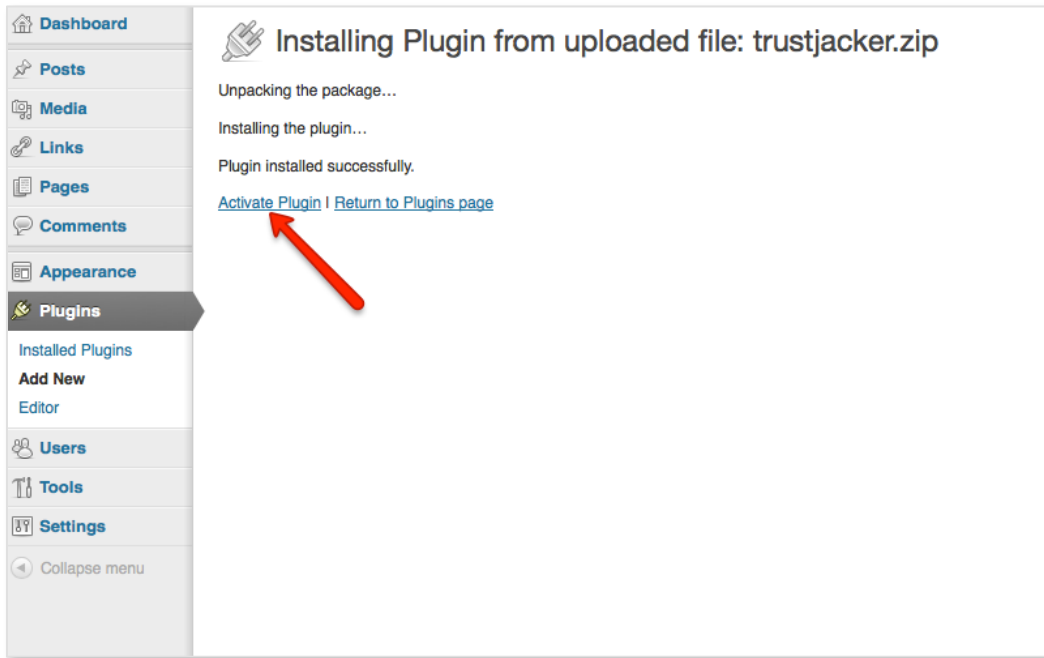 Dashboard
Posts
Media
Links
Pages
Comments
Appearance
Plugins
Installed Plugins
Add New
Editor
Users
Tools
Settings
Collapse menu
Installing Plugin from uploaded file: trustjacker.zip
Unpacking the package…
Installing the plugin…
Plugin installed successfully.
Activate Plugin | Return to Plugins page